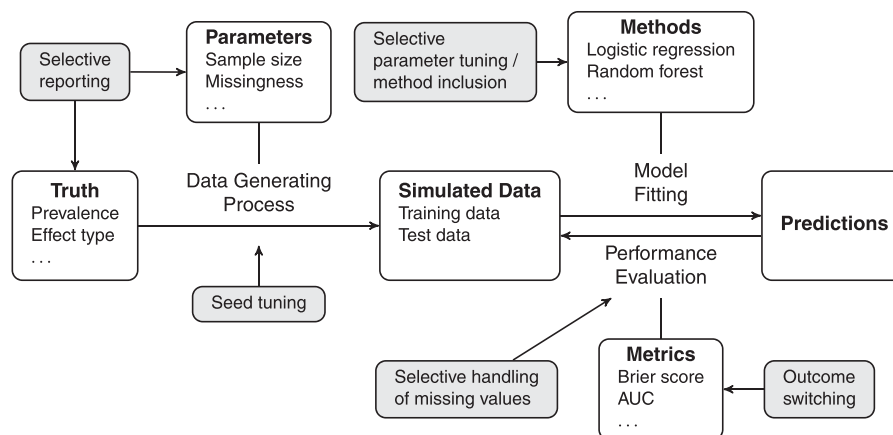 Selective
reporting
Parameters
Sample size
Missingness
...
Selective
parameter tuning /
method inclusion
Methods
Logistic regression
Random forest
...
Truth
Prevalence
Effect type
...
Data Generating
Process
Simulated Data
Training data
Test data
Model
Fitting
Predictions
Performance
Evaluation
Seed tuning
Selective handling
of missing values
Metrics
Brier score
AUC
...
Outcome
switching